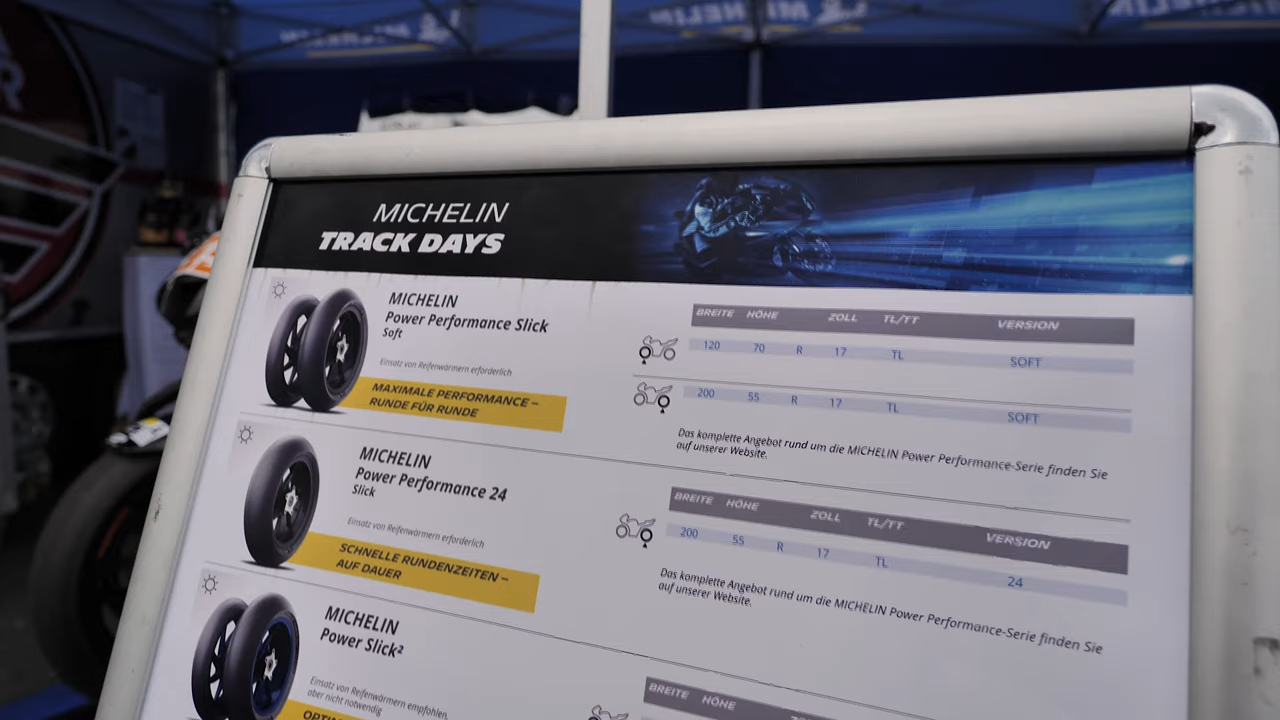 MICHELIN
MICHELIN
MICHELIN
MICHELIN
TRACK DAYS
MICHELIN
Power Performance Slick
Soft
Einsatz von Reifenwärmern erforderlich
MAXIMALE PERFORMANCE –
RUNDE FÜR RUNDE
BREITE HÖHE ZOLL TL/TT VERSION
120 70 R 17 TL SOFT
200 55 R 17 TL SOFT
Das komplette Angebot rund um die MICHELIN Power Performance-Serie finden Sie
auf unserer Website.
MICHELIN
Power Performance 24
Slick
Einsatz von Reifenwärmern erforderlich
SCHNELLE RUNDENZEITEN –
AUF DAUER
BREITE HÖHE ZOLL TL/TT VERSION
200 55 R 17 TL 24
Das komplette Angebot rund um die MICHELIN Power Performance-Serie finden Sie
auf unserer Website.
MICHELIN
Power Slick²
Einsatz von Reifenwärmern empfohlen,
aber nicht notwendig
BREITE HÖHE